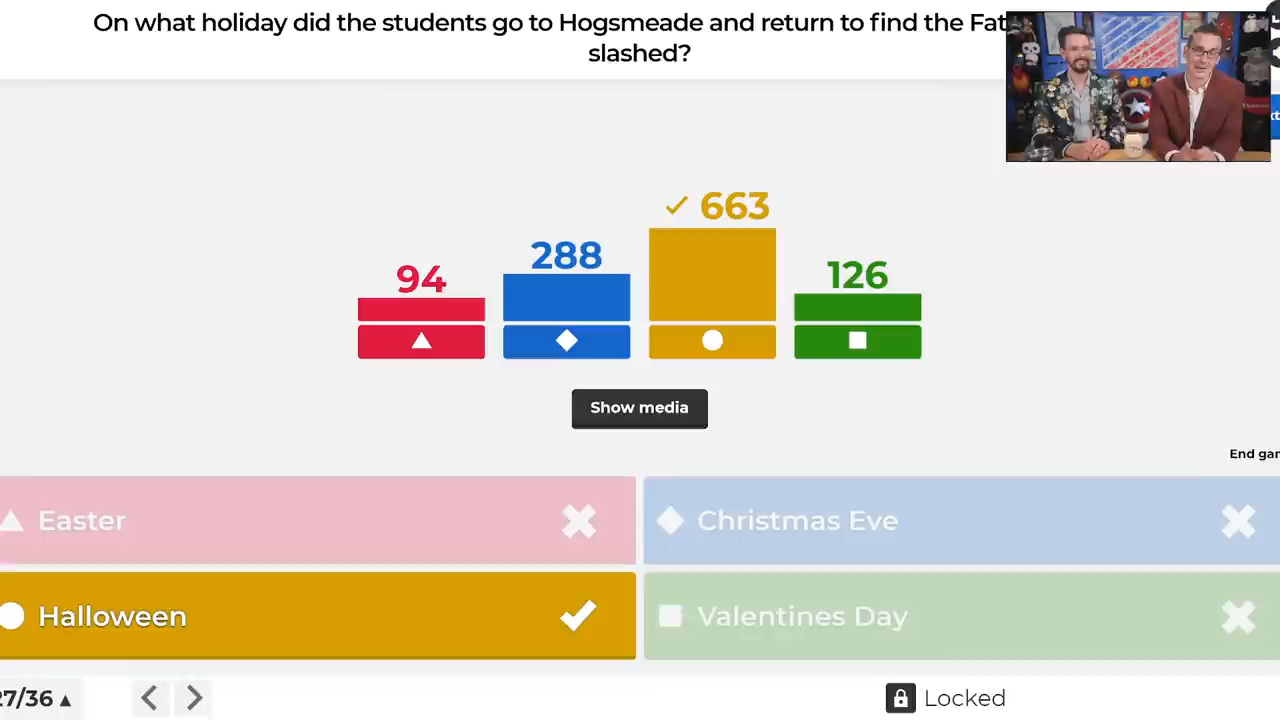 On what holiday did the students go to Hogsmeade and return to find the Fat
slashed?
94
288
663
126
Show media
End gam
Easter
Christmas Eve
Halloween
Valentines Day
27/36
Locked